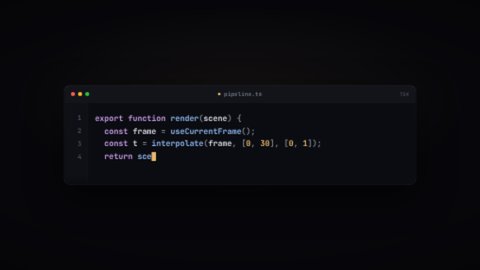 pipeline.ts
1 export function render(scene) {
2 const frame = useCurrentFrame();
3 const t = interpolate(frame, [0, 30], [0, 1]);
4 return sce